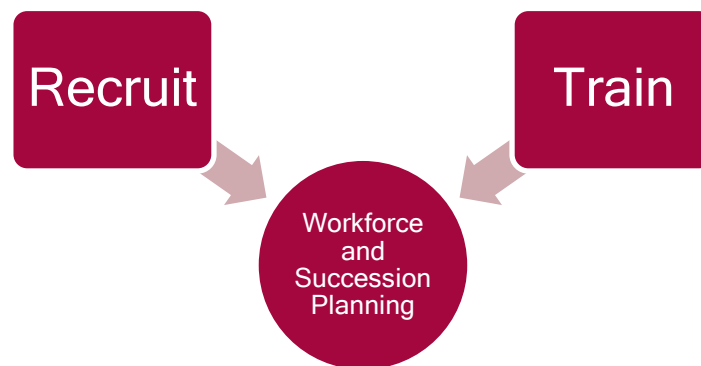 Recruit
Train
Workforce
and
Succession
Planning